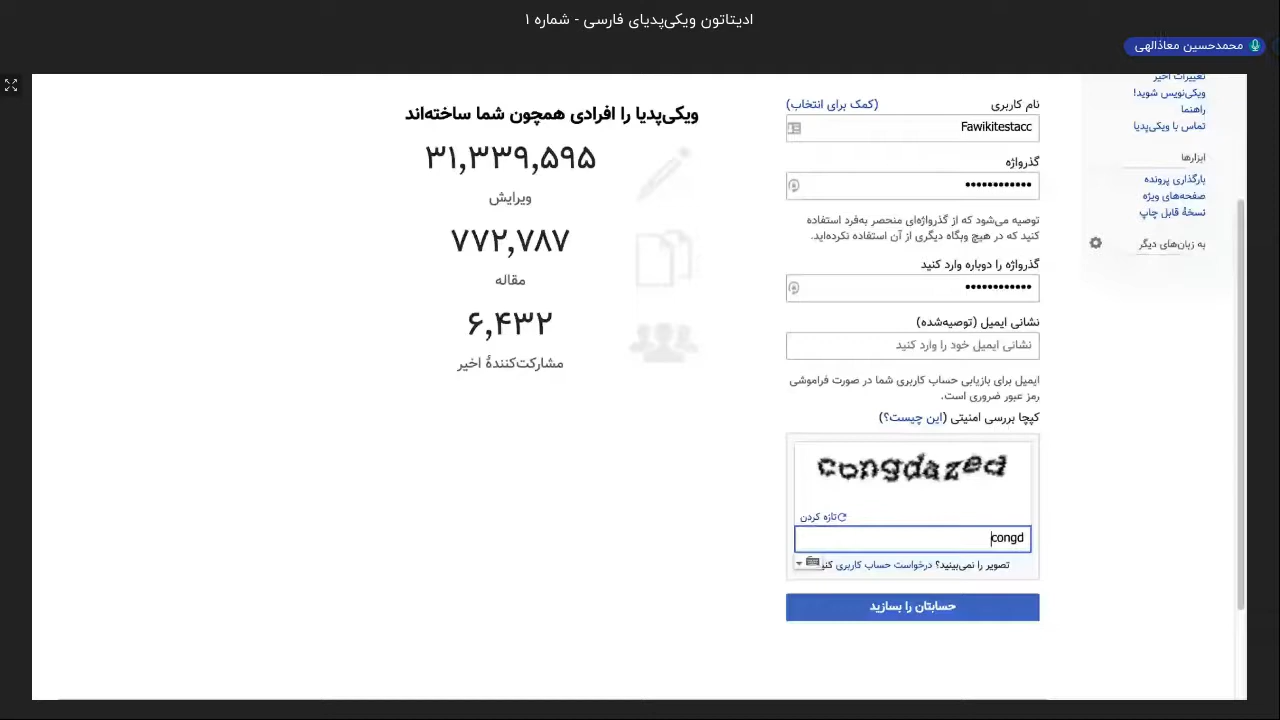 ادیتاتون ویکی‌پدیای فارسی - شماره ۱
محمدحسین معاذالهی
تغییرات اخیر
ویکی‌نویس شوید!
راهنما
تماس با ویکی‌پدیا
ابزارها
بارگذاری پرونده
صفحه‌های ویژه
نسخهٔ قابل چاپ
به زبان‌های دیگر
نام کاربری (کمک برای انتخاب)
Fawikitestacc
گذرواژه
••••••••••••
توصیه می‌شود که از گذرواژه‌ای منحصر به‌فرد استفاده
کنید که در هیچ وبگاه دیگری از آن استفاده نکرده‌اید.
گذرواژه را دوباره وارد کنید
••••••••••••
نشانی ایمیل (توصیه‌شده)
نشانی ایمیل خود را وارد کنید
ایمیل برای بازیابی حساب کاربری شما در صورت فراموشی
رمز عبور ضروری است.
کپچا بررسی امنیتی (این چیست؟)
congdazed
تازه کردن
congd
تصویر را نمی‌بینید؟ درخواست حساب کاربری کنید
حسابتان را بسازید
ویکی‌پدیا را افرادی همچون شما ساخته‌اند
۳۱,۳۳۹,۵۹۵
ویرایش
۷۷۲,۷۸۷
مقاله
۶,۴۳۲
مشارکت‌کنندهٔ اخیر